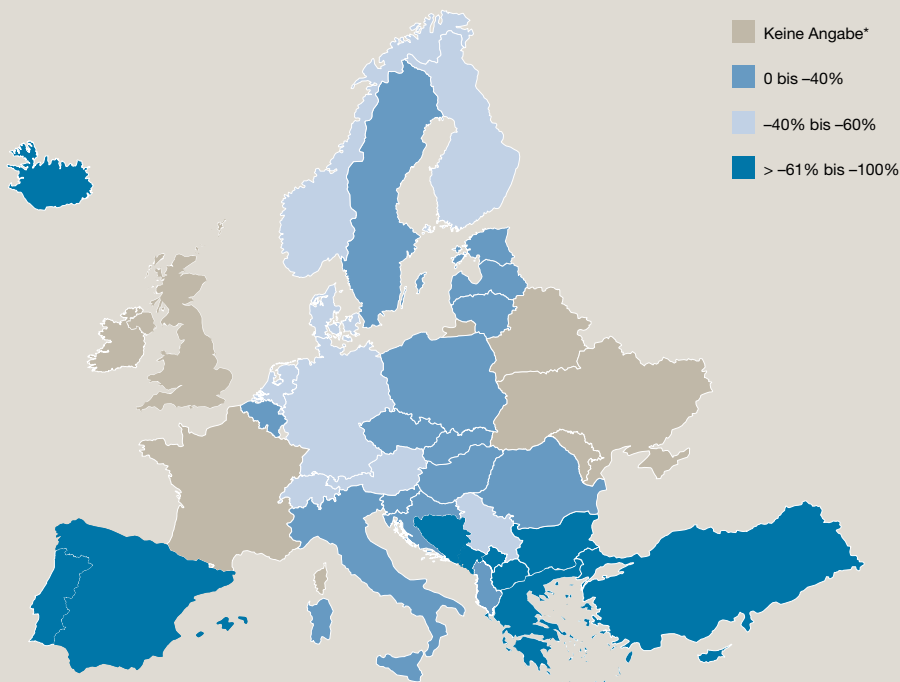 Keine Angabe*
0 bis –40%
–40% bis –60%
> –61% bis –100%